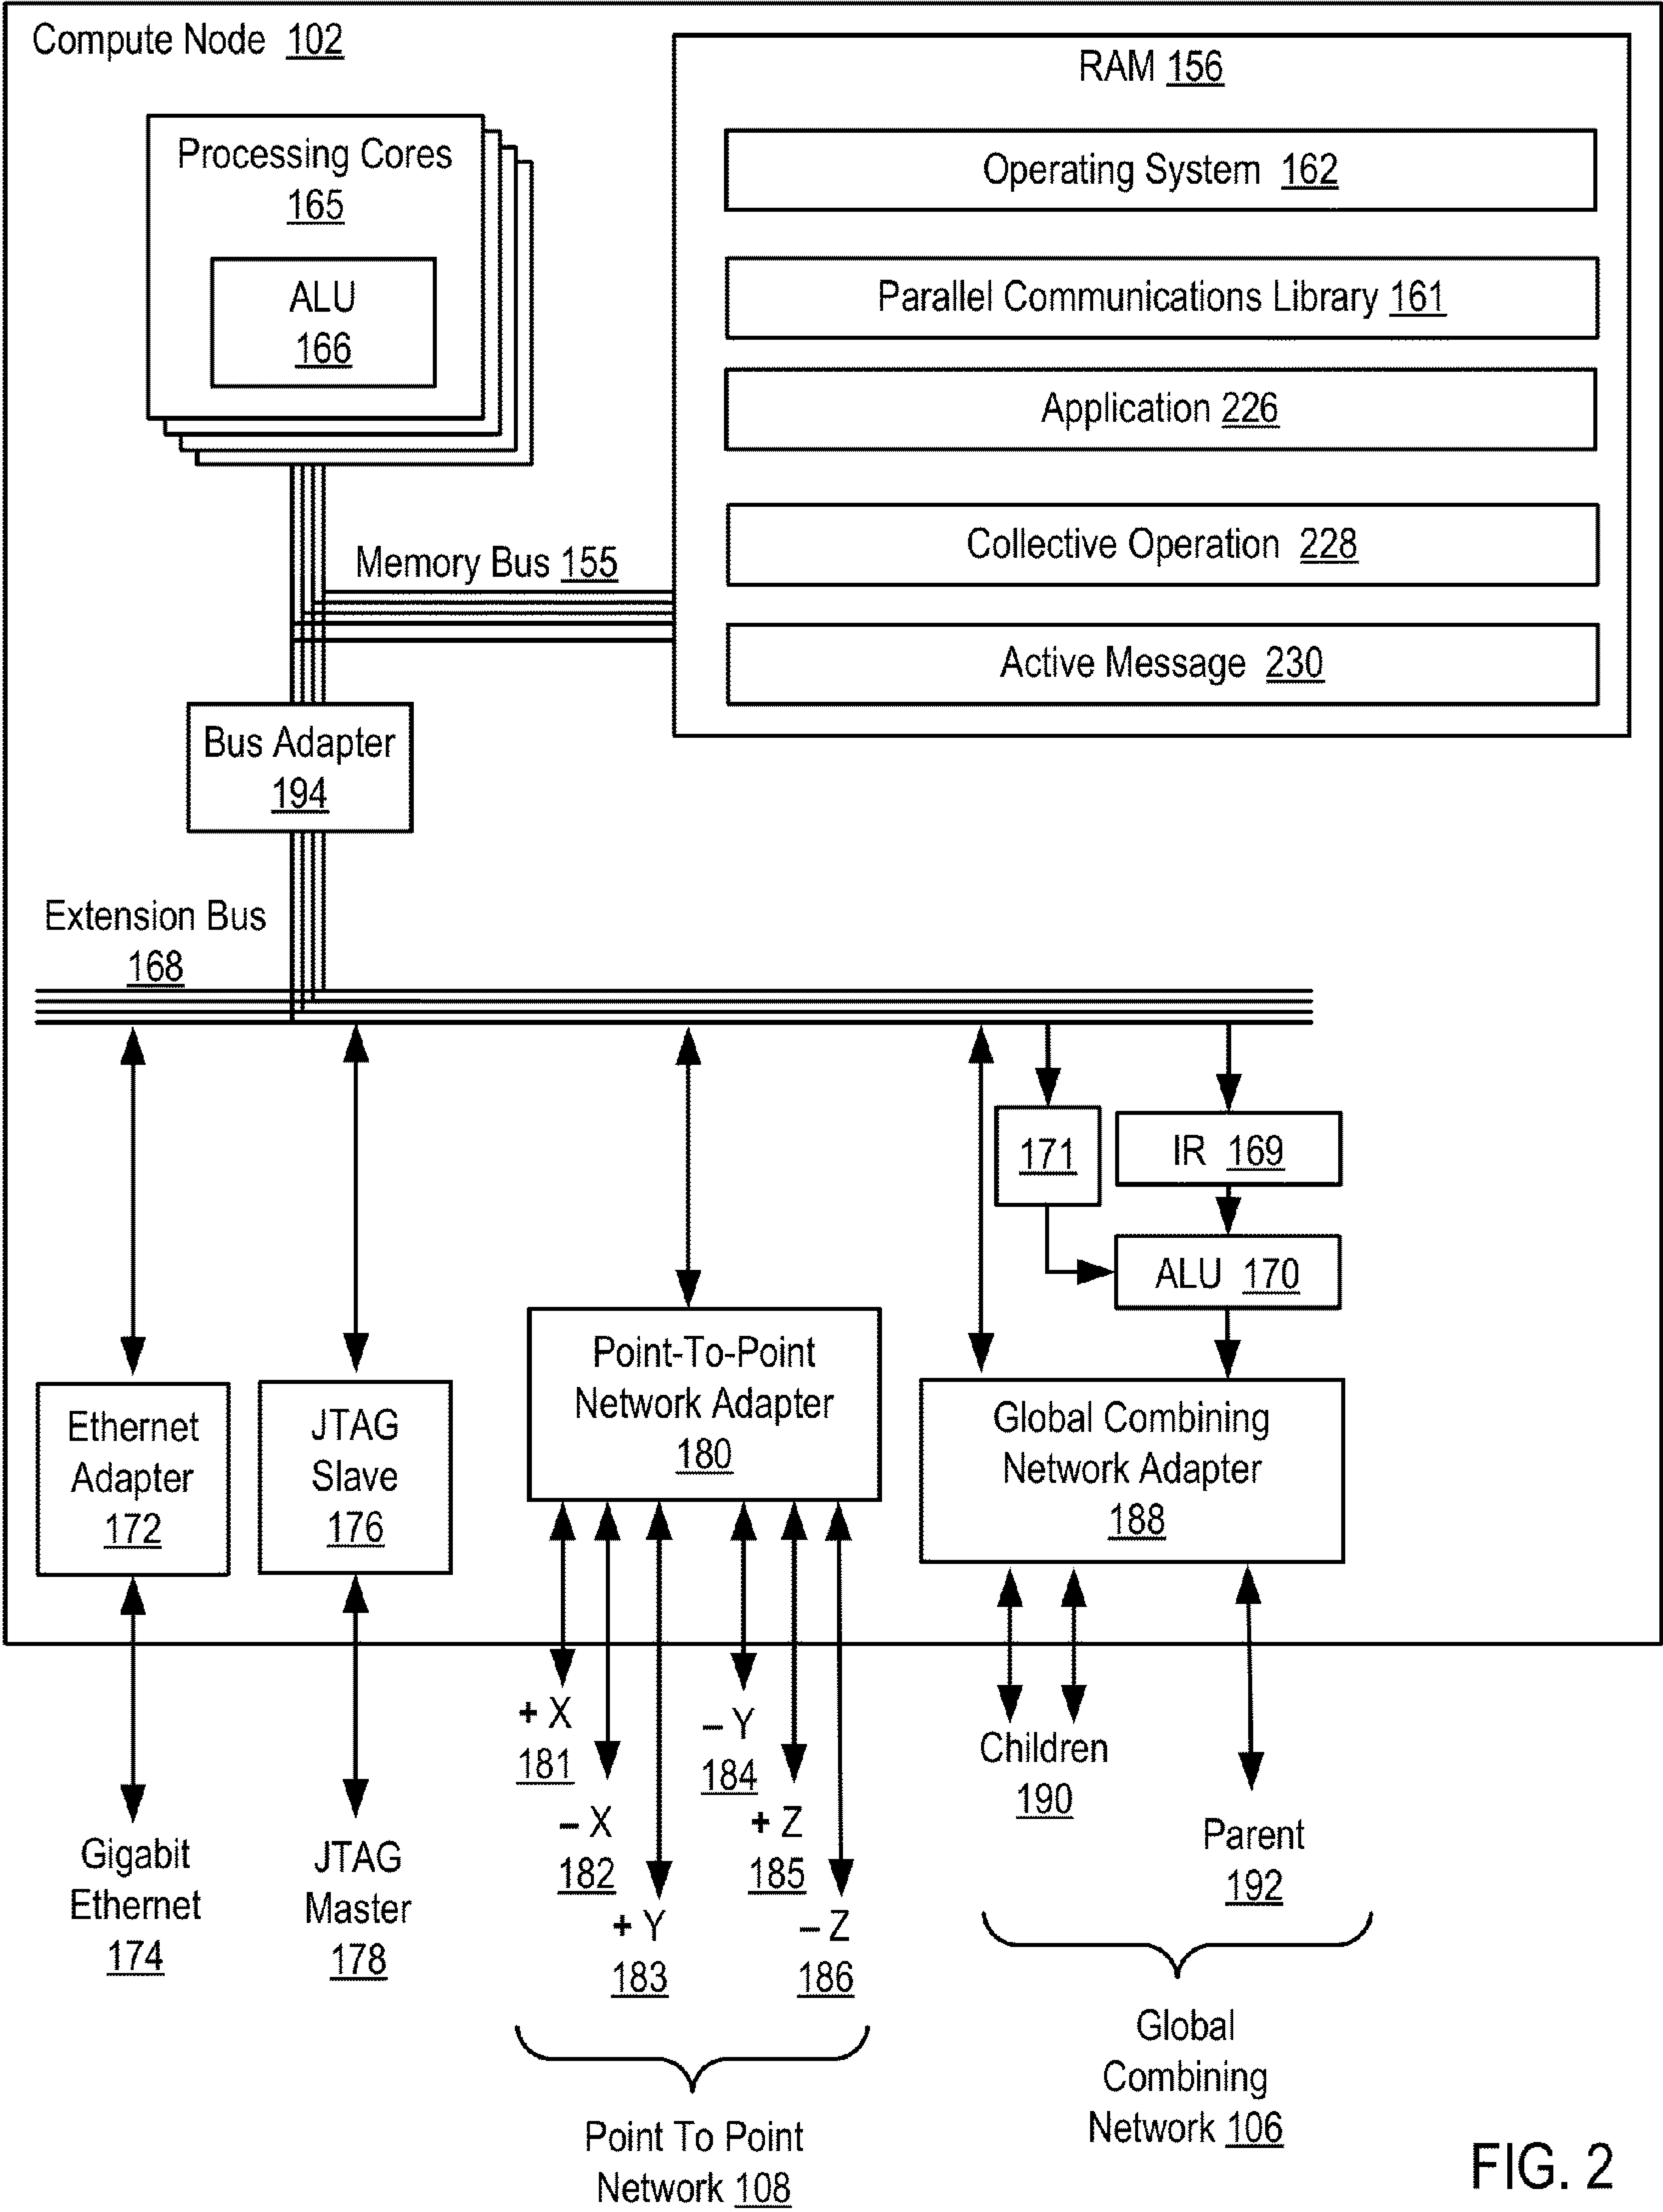 Compute Node 102
RAM 156
Processing Cores
165
ALU
166
Operating System 162
Parallel Communications Library 161
Application 226
Collective Operation 228
Active Message 230
Memory Bus 155
Bus Adapter
194
Extension Bus
168
171
IR 169
ALU 170
Ethernet
Adapter
172
JTAG
Slave
176
Point-To-Point
Network Adapter
180
Global Combining
Network Adapter
188
Gigabit
Ethernet
174
JTAG
Master
178
+ X
181
– X
182
+ Y
183
– Y
184
+ Z
185
– Z
186
Children
190
Parent
192
Point To Point
Network 108
Global
Combining
Network 106
FIG. 2